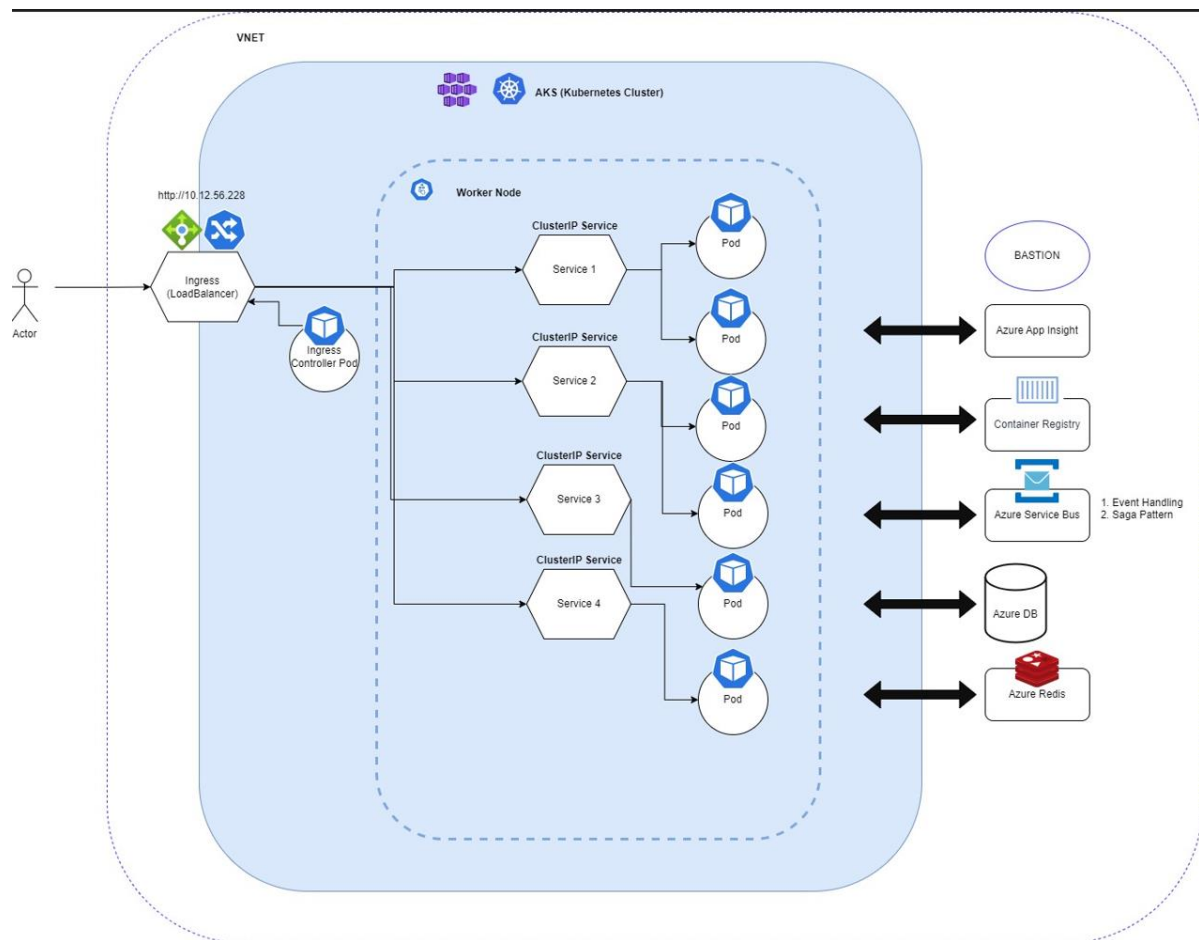 VNET
AKS (Kubernetes Cluster)
Worker Node
http://10.12.56.228
Ingress
(LoadBalancer)
Actor
Ingress
Controller Pod
ClusterIP Service
Service 1
Pod
Pod
ClusterIP Service
Service 2
Pod
Pod
ClusterIP Service
Service 3
Pod
ClusterIP Service
Service 4
Pod
BASTION
Azure App Insight
Container Registry
Azure Service Bus
1. Event Handling
2. Saga Pattern
Azure DB
Azure Redis